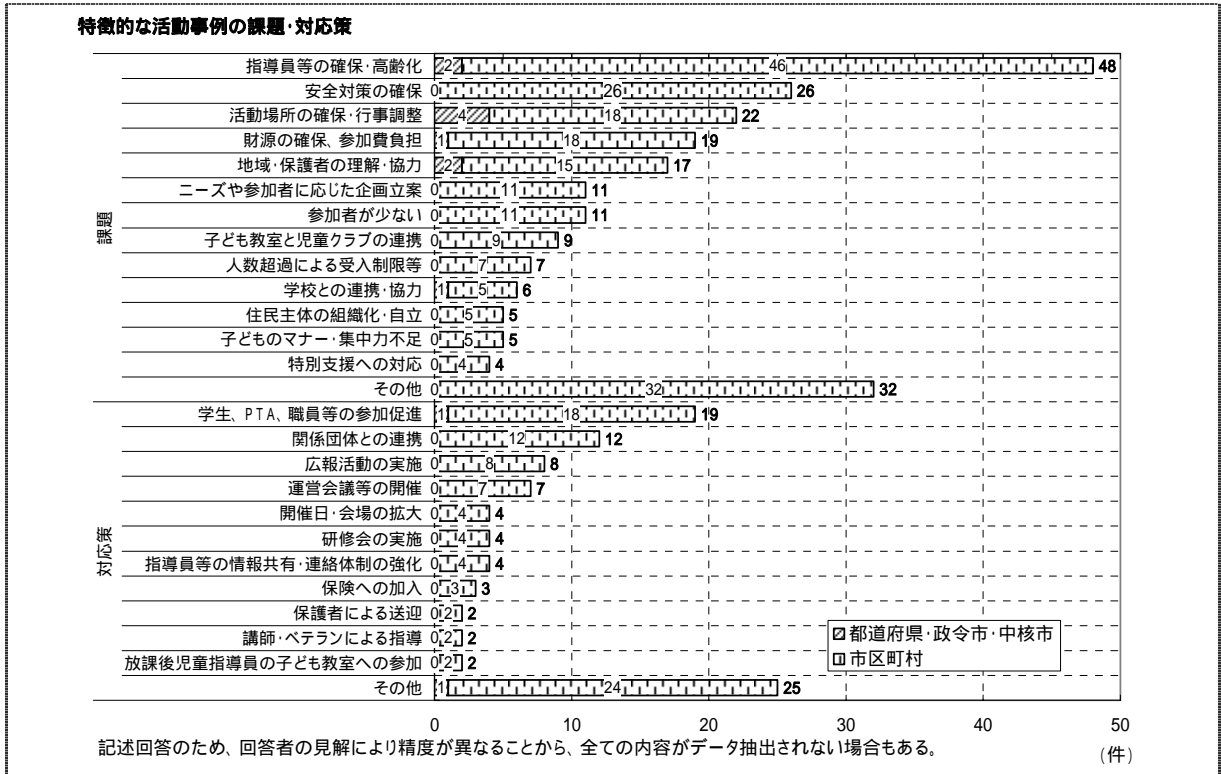 特徴的な活動事例の課題・対応策
課題
指導員等の確保・高齢化 2 46 48
安全対策の確保 0 26 26
活動場所の確保・行事調整 4 18 22
財源の確保、参加費負担 1 18 19
地域・保護者の理解・協力 2 15 17
ニーズや参加者に応じた企画立案 0 11 11
参加者が少ない 0 11 11
子ども教室と児童クラブの連携 0 9 9
人数超過による受入制限等 0 7 7
学校との連携・協力 1 5 6
住民主体の組織化・自立 0 5 5
子どものマナー・集中力不足 0 5 5
特別支援への対応 0 4 4
その他 0 32 32
対応策
学生、PTA、職員等の参加促進 1 18 19
関係団体との連携 0 12 12
広報活動の実施 0 8 8
運営会議等の開催 0 7 7
開催日・会場の拡大 0 4 4
研修会の実施 0 4 4
指導員等の情報共有・連絡体制の強化 0 4 4
保険への加入 0 3 3
保護者による送迎 0 2 2
講師・ベテランによる指導 0 2 2
放課後児童指導員の子ども教室への参加 0 2 2
その他 1 24 25
都道府県・政令市・中核市
市区町村
0 10 20 30 40 50
(件)
記述回答のため、回答者の見解により精度が異なることから、全ての内容がデータ抽出されない場合もある。